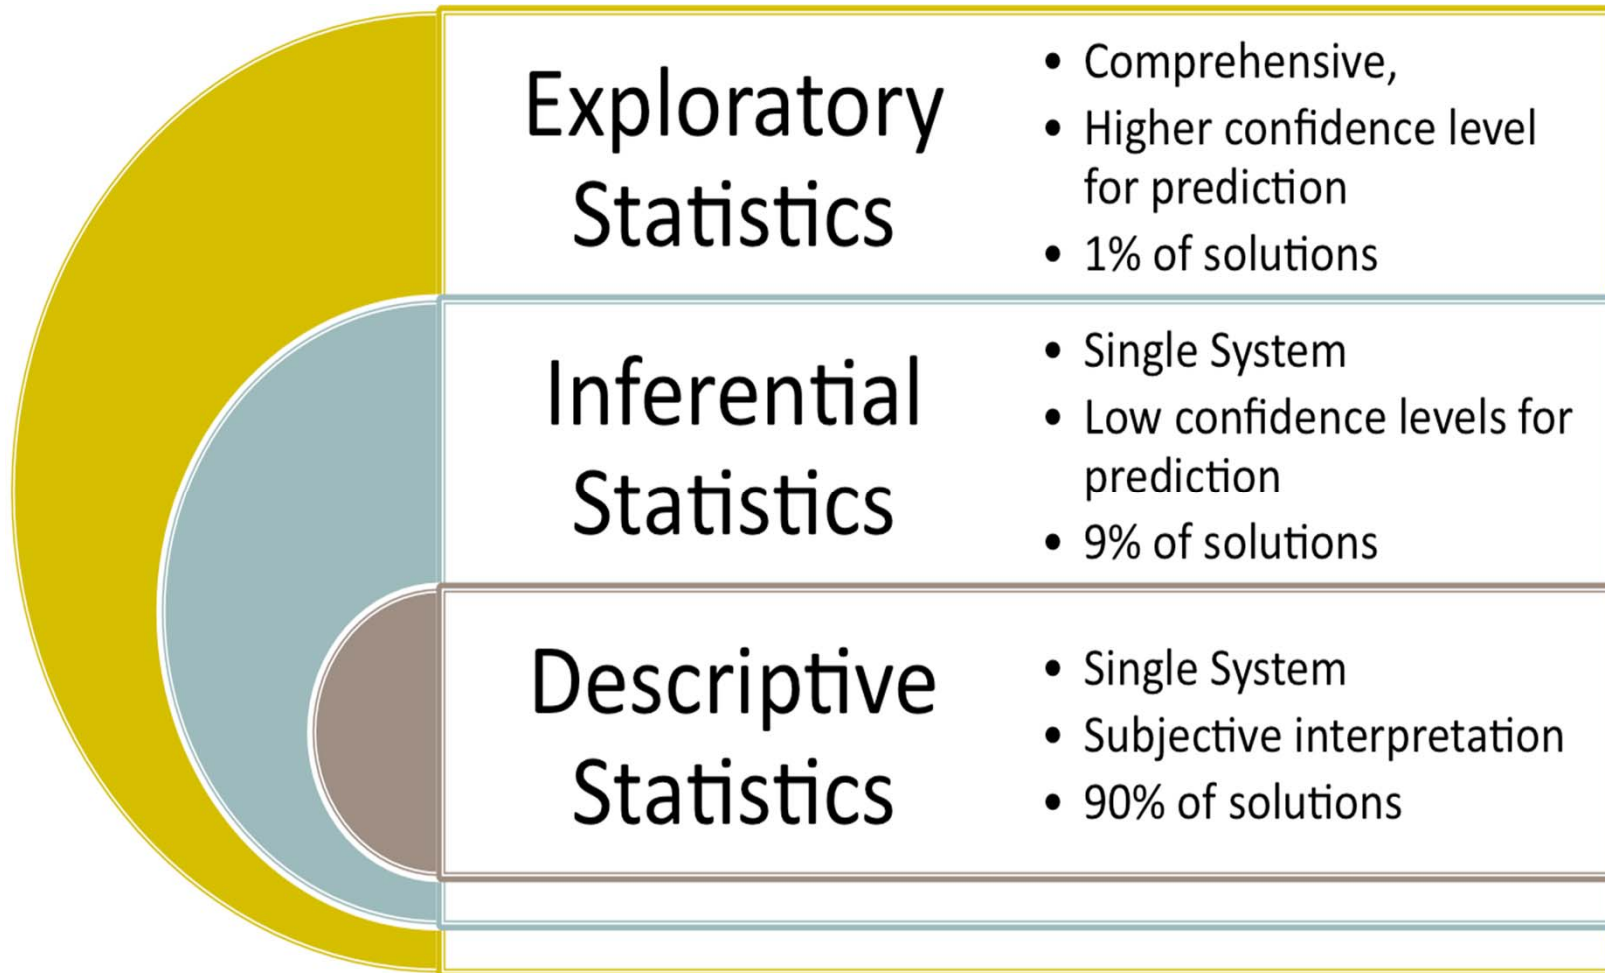 Exploratory
Statistics
• Comprehensive,
• Higher confidence level
for prediction
• 1% of solutions
Inferential
Statistics
• Single System
• Low confidence levels for
prediction
• 9% of solutions
Descriptive
Statistics
• Single System
• Subjective interpretation
• 90% of solutions